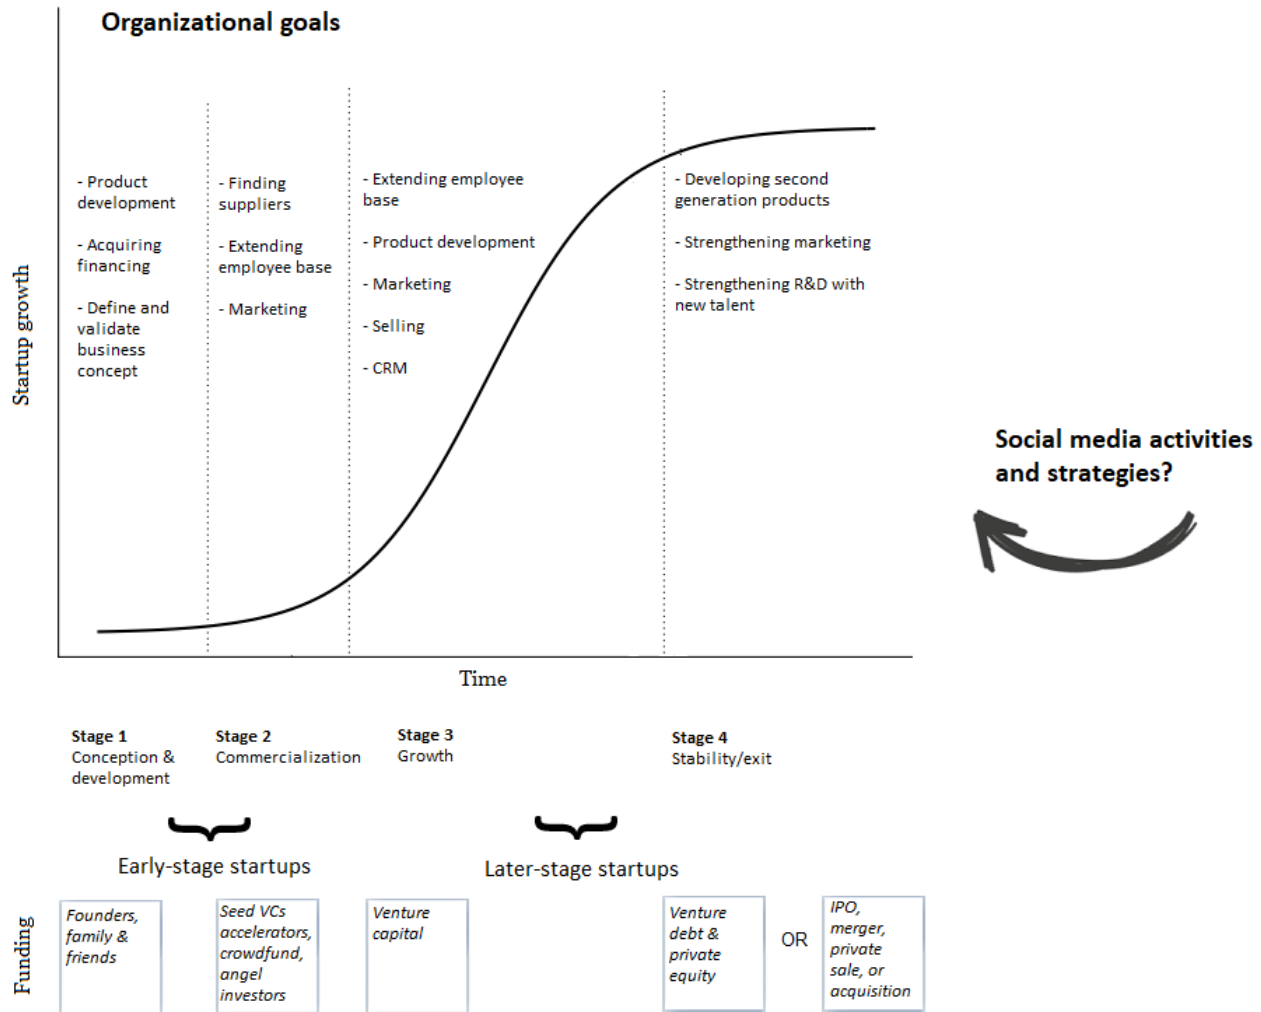 Organizational goals
- Product
development
- Acquiring
financing
- Define and
validate
business
concept
- Finding
suppliers
- Extending
employee base
- Marketing
- Extending employee
base
- Product development
- Marketing
- Selling
- CRM
- Developing second
generation products
- Strengthening marketing
- Strengthening R&D with
new talent
Startup growth
Social media activities
and strategies?
Time
Stage 1
Conception &
development
Stage 2
Commercialization
Stage 3
Growth
Stage 4
Stability/exit
Early-stage startups
Later-stage startups
Funding
Founders,
family &
friends
Seed VCs
accelerators,
crowdfund,
angel
investors
Venture
capital
Venture
debt &
private
equity
OR
IPO,
merger,
private
sale, or
acquisition